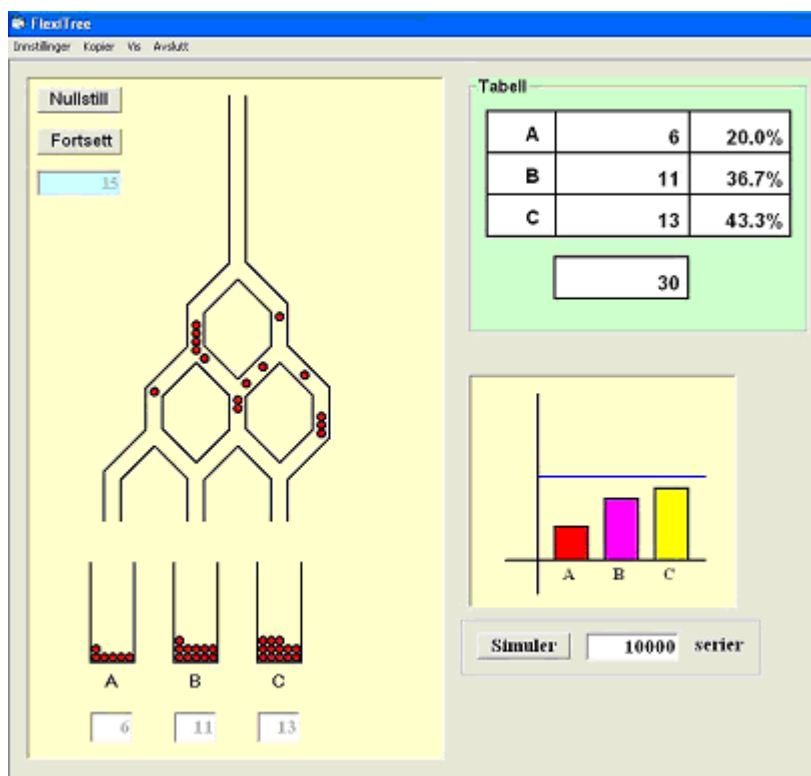 FlexiTree
Innstillinger Kopier Vis Avslutt
Nullstill
Fortsett
15
A
B
C
6
11
13
Tabell
A 6 20.0%
B 11 36.7%
C 13 43.3%
30
A B C
Simuler 10000 serier